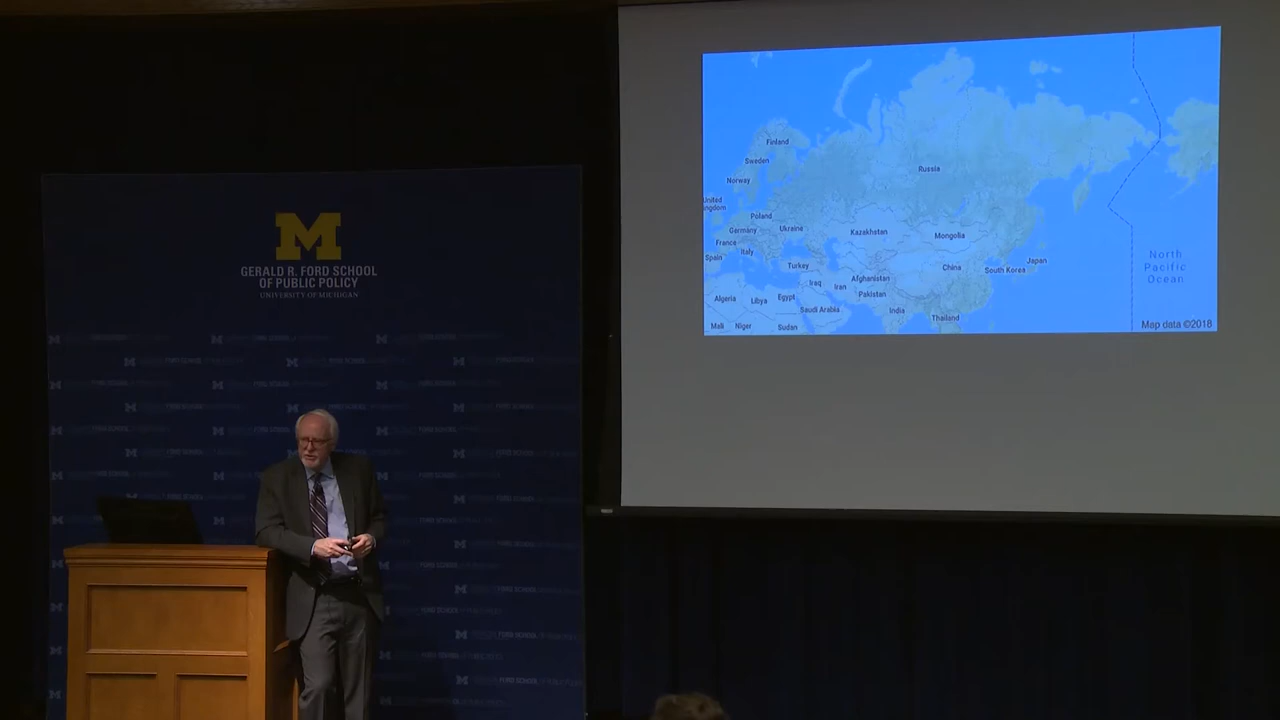 M
GERALD R. FORD SCHOOL
OF PUBLIC POLICY
UNIVERSITY OF MICHIGAN
Finland
Sweden
Norway
Russia
United
Poland
Germany
Ukraine
France
Italy
Spain
Kazakhstan
Mongolia
Turkey
China
Japan
South Korea
Iraq
Iran
Afghanistan
Pakistan
Algeria
Libya
Egypt
Saudi Arabia
India
Thailand
Mali
Niger
Sudan
North
Pacific
Ocean
Map data ©2018